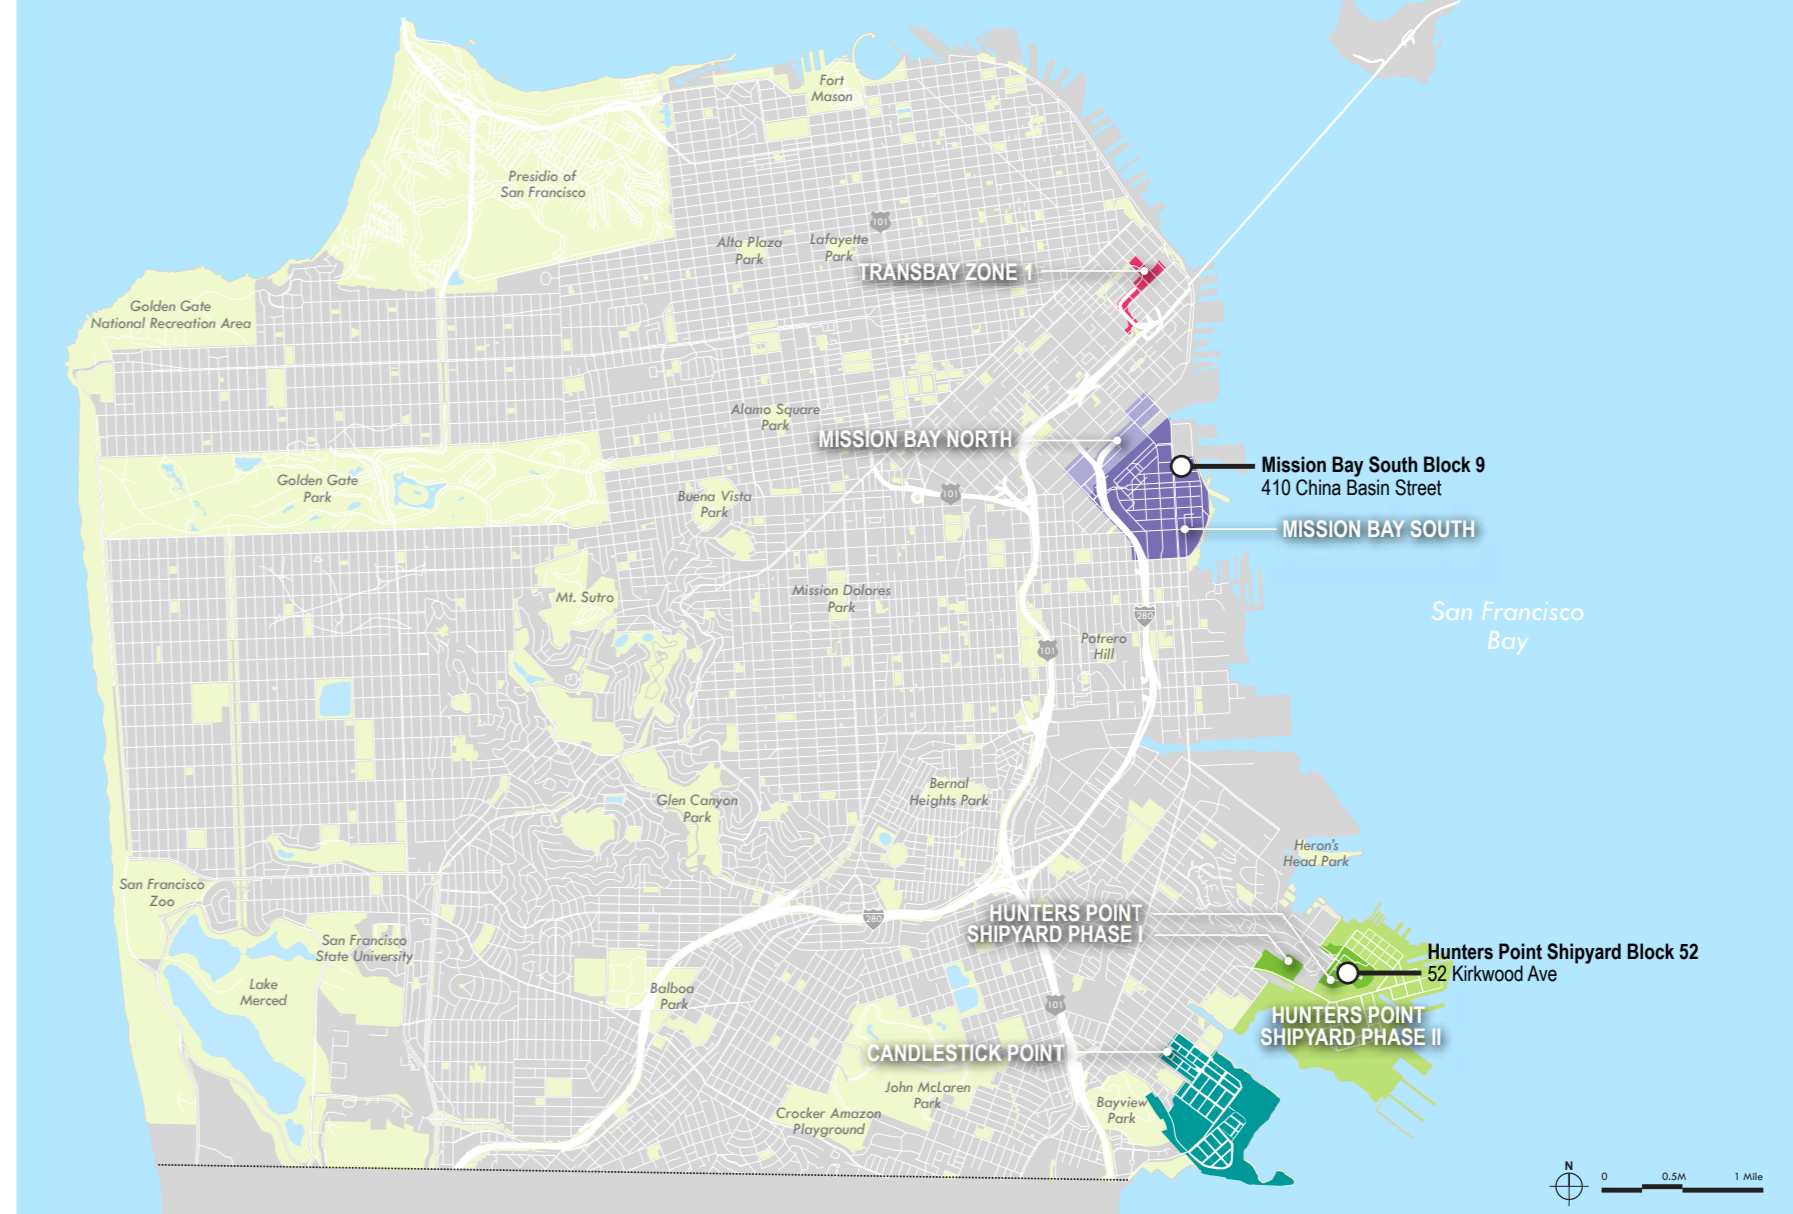 Fort
Mason
Presidio of
San Francisco
101
Alta Plaza
Park
Lafayette
Park
TRANSBAY ZONE 1
Golden Gate
National Recreation Area
Alamo Square
Park
MISSION BAY NORTH
Mission Bay South Block 9
410 China Basin Street
Golden Gate
Park
Buena Vista
Park
101
MISSION BAY SOUTH
Mt. Sutro
Mission Dolores
Park
280
San Francisco
Bay
Potrero
Hill
101
Glen Canyon
Park
Bernal
Heights Park
Heron's
Head Park
San Francisco
Zoo
280
HUNTERS POINT
SHIPYARD PHASE I
San Francisco
State University
Hunters Point Shipyard Block 52
52 Kirkwood Ave
Lake
Merced
Balboa
Park
101
HUNTERS POINT
SHIPYARD PHASE II
CANDLESTICK POINT
John McLaren
Park
Crocker Amazon
Playground
Bayview
Park
N
0 0.5M 1 Mile